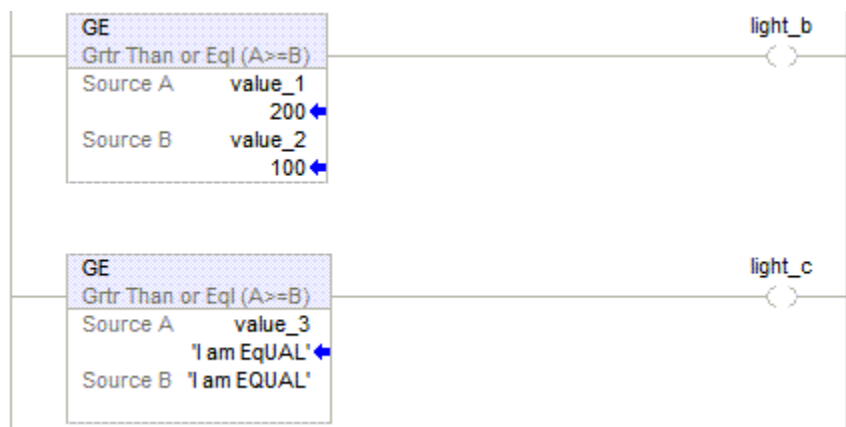 GE
light_b
Grtr Than or Eql (A>=B)
Source A value_1
200
Source B value_2
100
GE
light_c
Grtr Than or Eql (A>=B)
Source A value_3
'I am EqUAL'
Source B 'I am EQUAL'